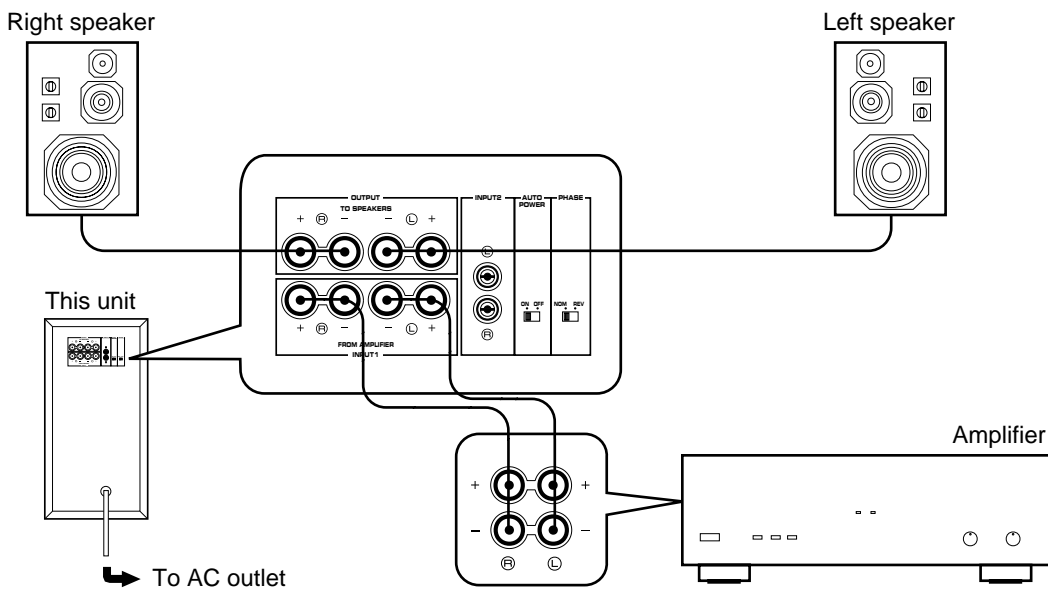 Right speaker
Left speaker
OUTPUT
TO SPEAKERS
INPUT2
AUTO
POWER
PHASE
+ R - - L +
L
This unit
ON OFF
NOM REV
+ R - - L +
R
FROM AMPLIFIER
INPUT1
Amplifier
+ +
- -
R L
To AC outlet